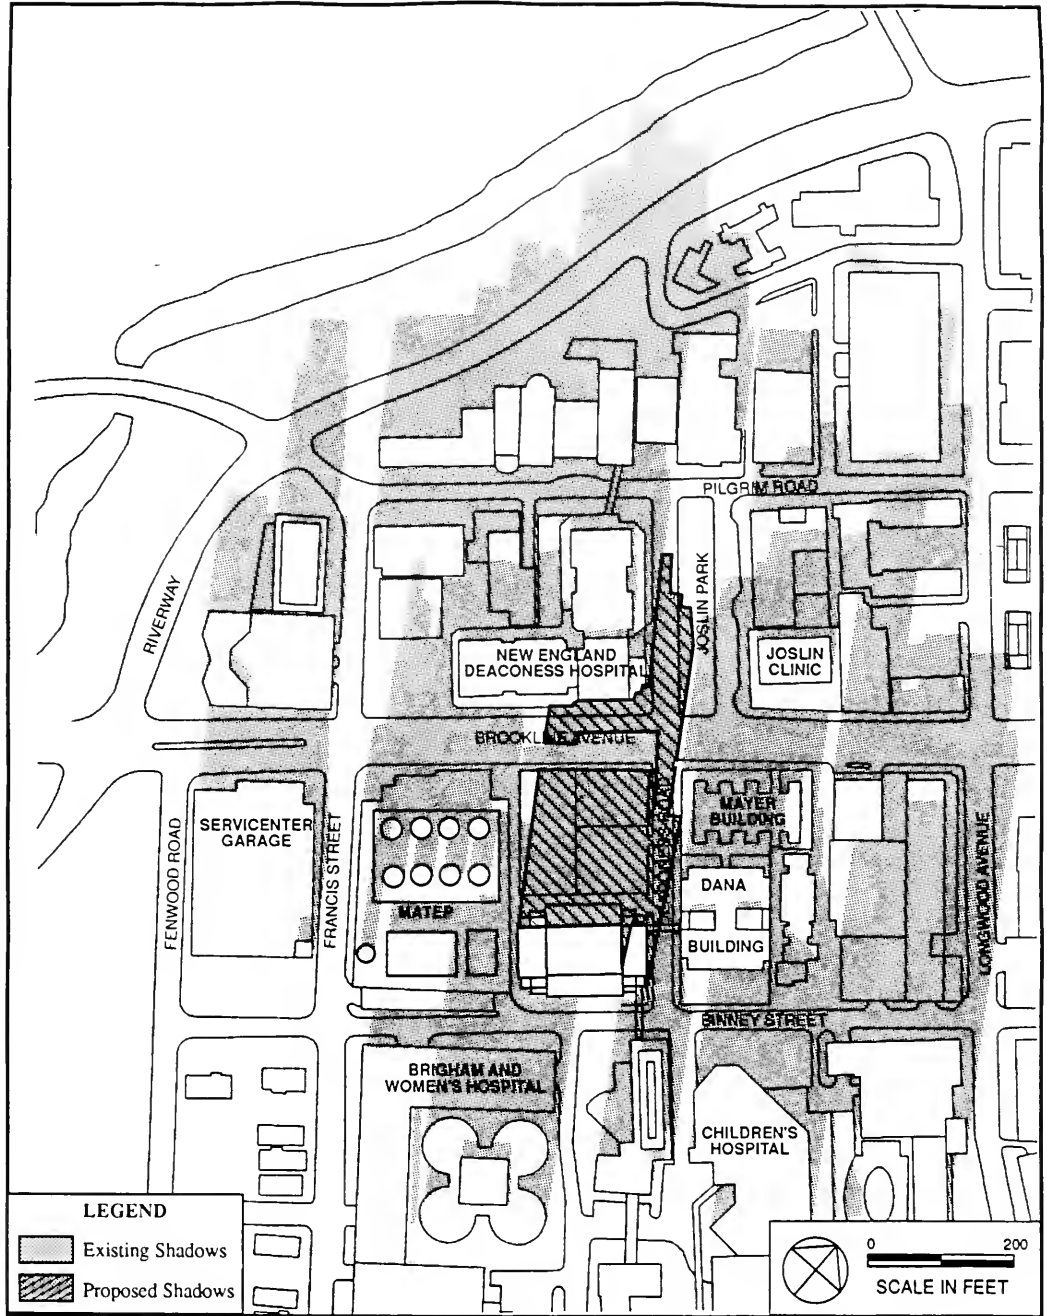 PILGRIM ROAD
RIVERWAY
JOSLIN PARK
NEW ENGLAND
DEACONESS HOSPITAL
JOSLIN
CLINIC
BROOKLINE AVENUE
SERVICENTER
GARAGE
FENWOOD ROAD
FRANCIS STREET
MATEP
DEACONESS ROAD
MAYER
BUILDING
DANA
BUILDING
LONGWOOD AVENUE
BINNEY STREET
BRIGHAM AND
WOMEN'S HOSPITAL
CHILDREN'S
HOSPITAL
LEGEND
Existing Shadows
Proposed Shadows
0 200
SCALE IN FEET